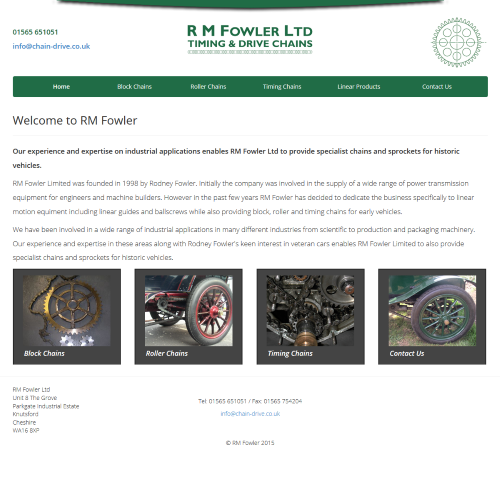 01565 651051
info@chain-drive.co.uk
R M FOWLER LTD
TIMING & DRIVE CHAINS
Home Block Chains Roller Chains Timing Chains Linear Products Contact Us
Welcome to RM Fowler
Our experience and expertise on industrial applications enables RM Fowler Ltd to provide specialist chains and sprockets for historic
vehicles.
RM Fowler Limited was founded in 1998 by Rodney Fowler. Initially the company was involved in the supply of a wide range of power transmission
equipment for engineers and machine builders. However in the past few years RM Fowler has decided to dedicate the business specifically to linear
motion equiment including linear guides and ballscrews while also providing block, roller and timing chains for early vehicles.
We have been involved in a wide range of industrial applications in many different industries from scientific to production and packaging machinery.
Our experience and expertise in these areas along with Rodney Fowler's keen interest in veteran cars enables RM Fowler Limited to also provide
specialist chains and sprockets for historic vehicles.
Block Chains
Roller Chains
Timing Chains
Contact Us
RM Fowler Ltd
Unit 8 The Grove
Parkgate Industrial Estate
Knutsford
Cheshire
WA16 8XP
Tel: 01565 651051 / Fax: 01565 754204
info@chain-drive.co.uk
© RM Fowler 2015